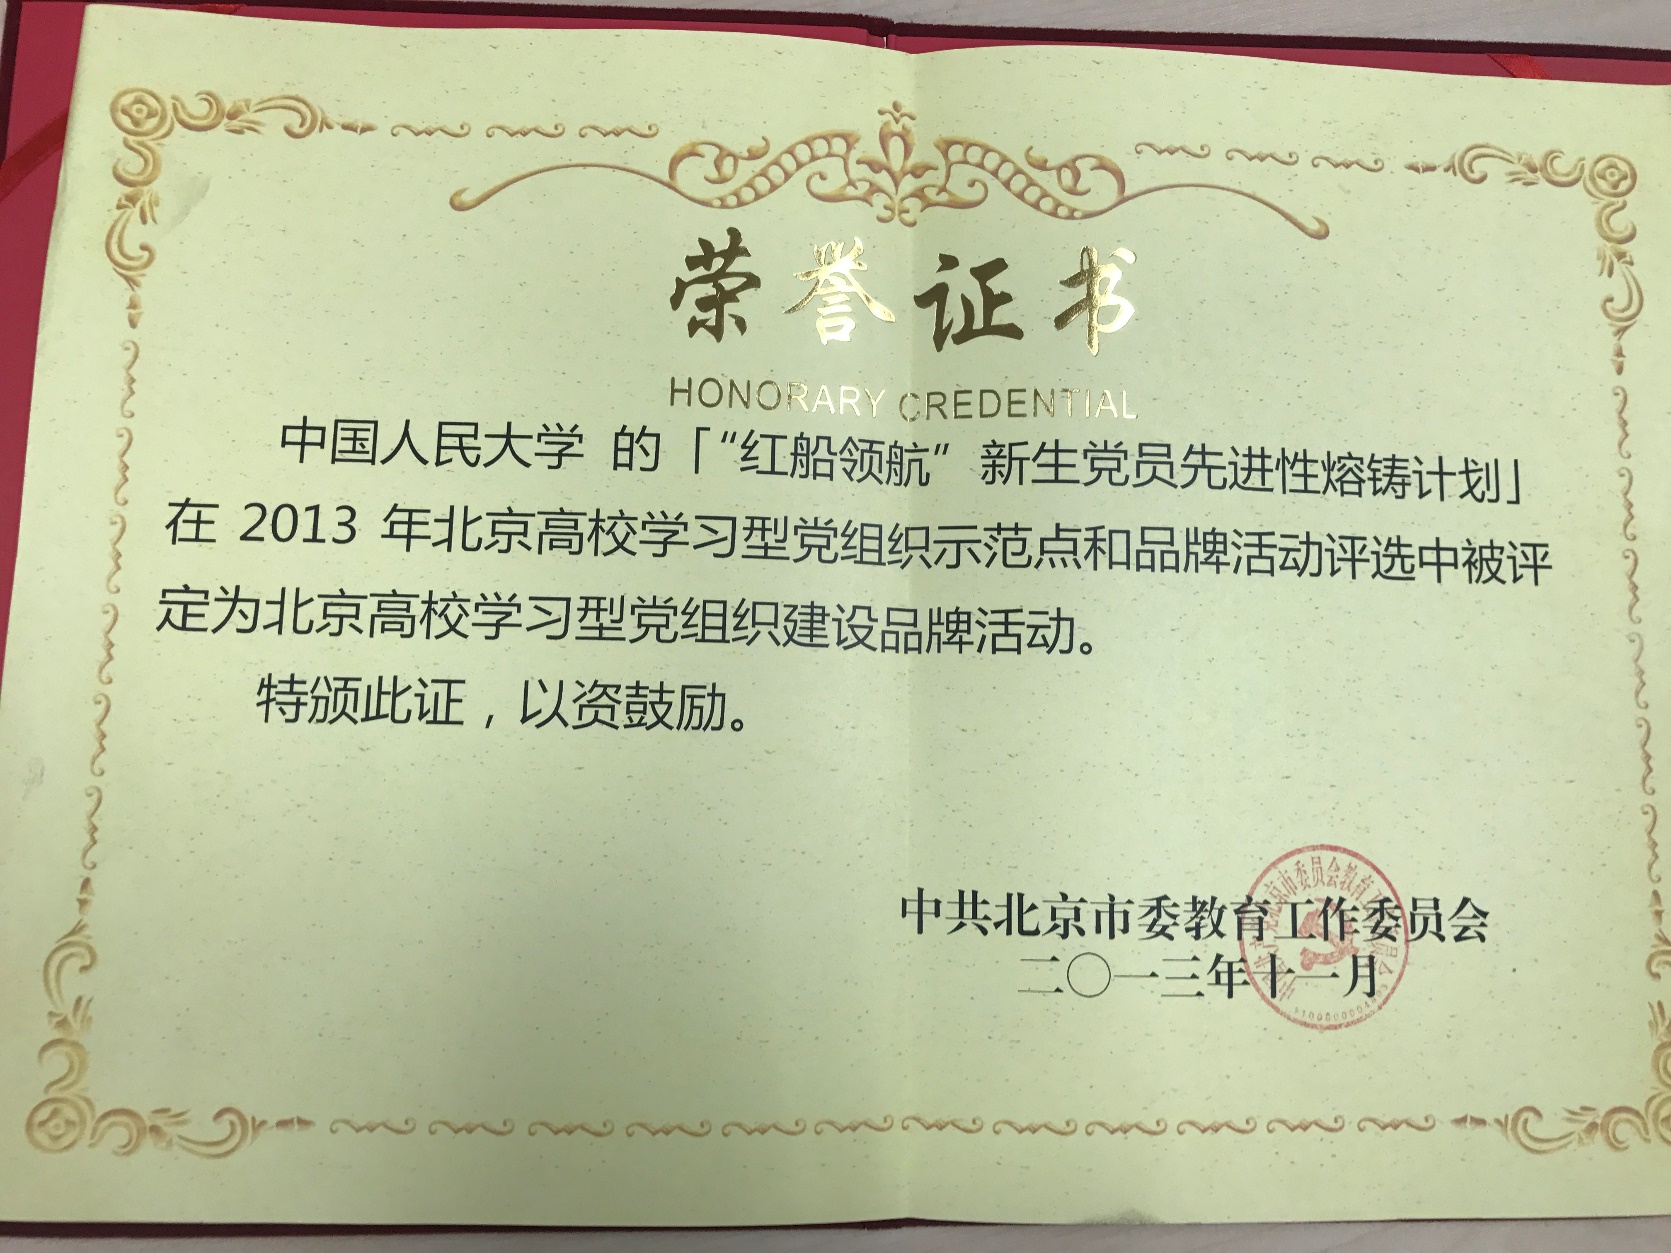 荣誉证书
HONORARY CREDENTIAL
中国人民大学 的「“红船领航”新生党员先进性熔铸计划」
在 2013 年北京高校学习型党组织示范点和品牌活动评选中被评
定为北京高校学习型党组织建设品牌活动。
特颁此证，以资鼓励。
中共北京市委教育工作委员会
二〇一三年十一月